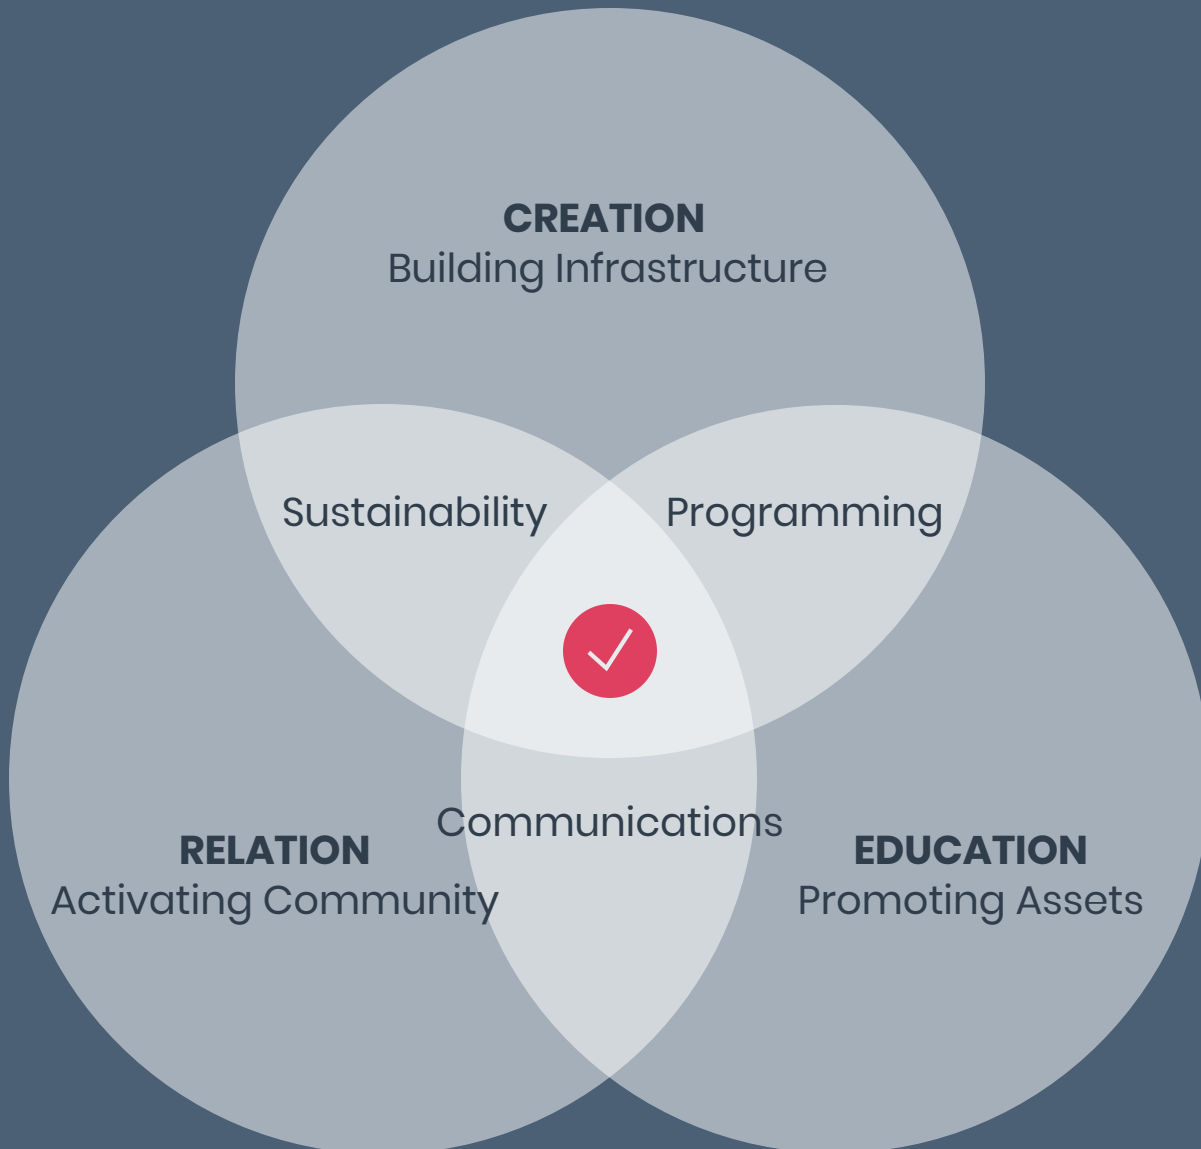 CREATION
Building Infrastructure
Sustainability
Programming
Communications
RELATION
Activating Community
EDUCATION
Promoting Assets